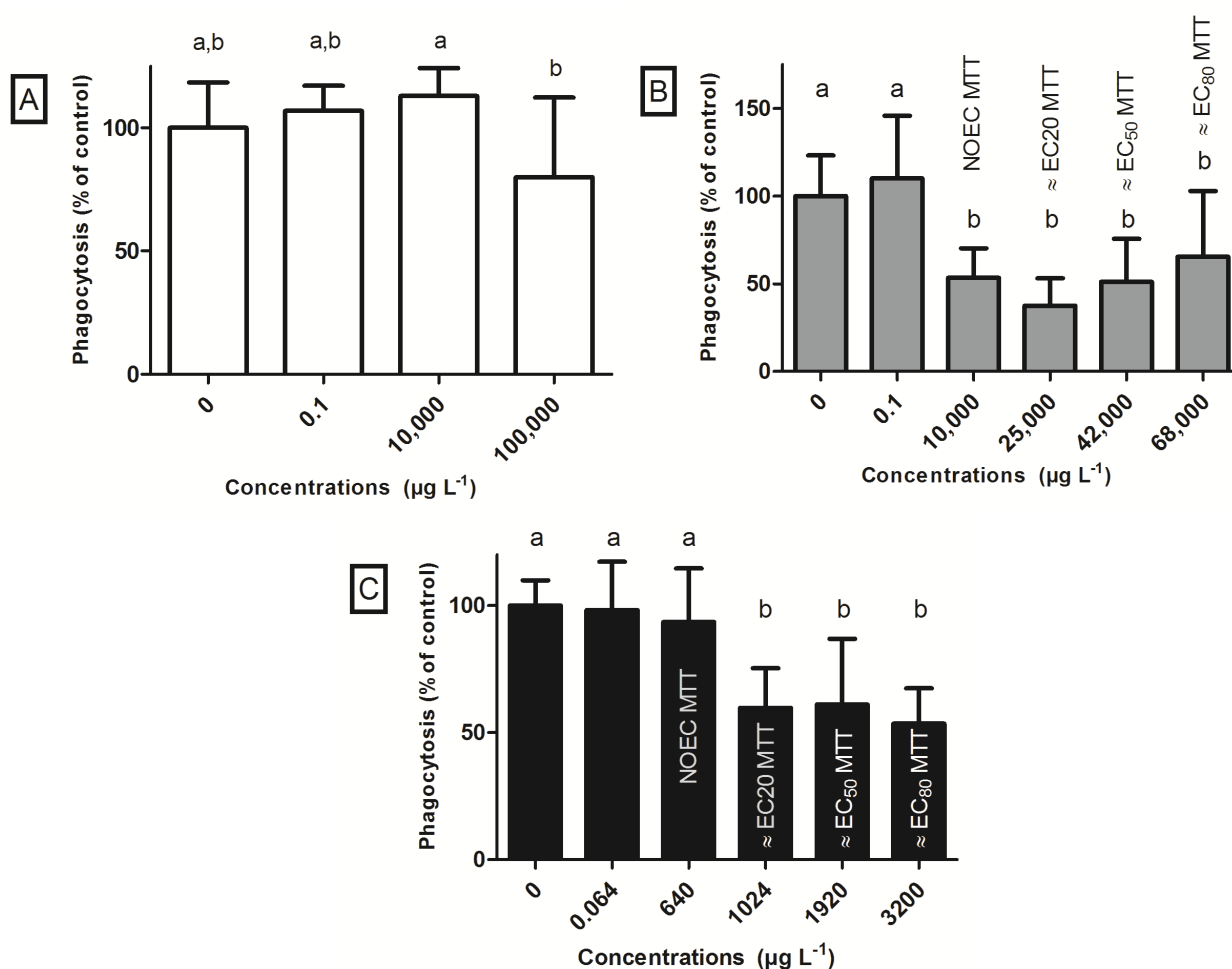 A
Phagocytosis (% of control)
a,b
a,b
a
b
100
50
0
0
0.1
10,000
100,000
Concentrations (µg L-1)
B
Phagocytosis (% of control)
a
a
NOEC MTT
b
≈ EC20 MTT
b
≈ EC50 MTT
b
≈ EC80 MTT
b
150
100
50
0
0
0.1
10,000
25,000
42,000
68,000
Concentrations (µg L-1)
C
Phagocytosis (% of control)
a
a
a
b
b
b
100
50
0
NOEC MTT
≈ EC20 MTT
≈ EC50 MTT
≈ EC80 MTT
0
0.064
640
1024
1920
3200
Concentrations (µg L-1)